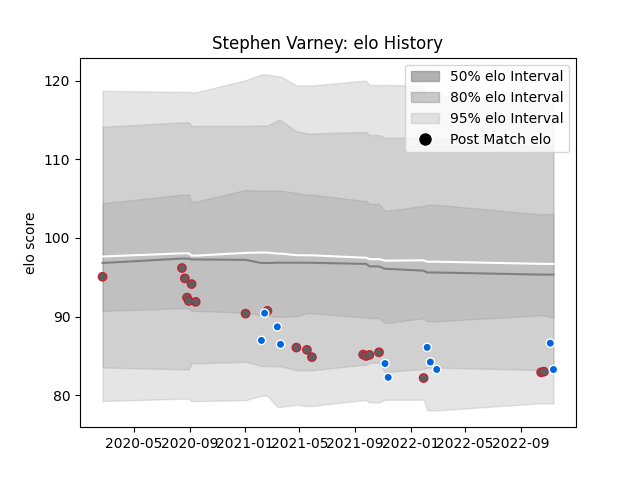 Stephen Varney: elo History
120
110
100
90
80
elo score
50% elo Interval
80% elo Interval
95% elo Interval
Post Match elo
2020-05
2020-09
2021-01
2021-05
2021-09
2022-01
2022-05
2022-09